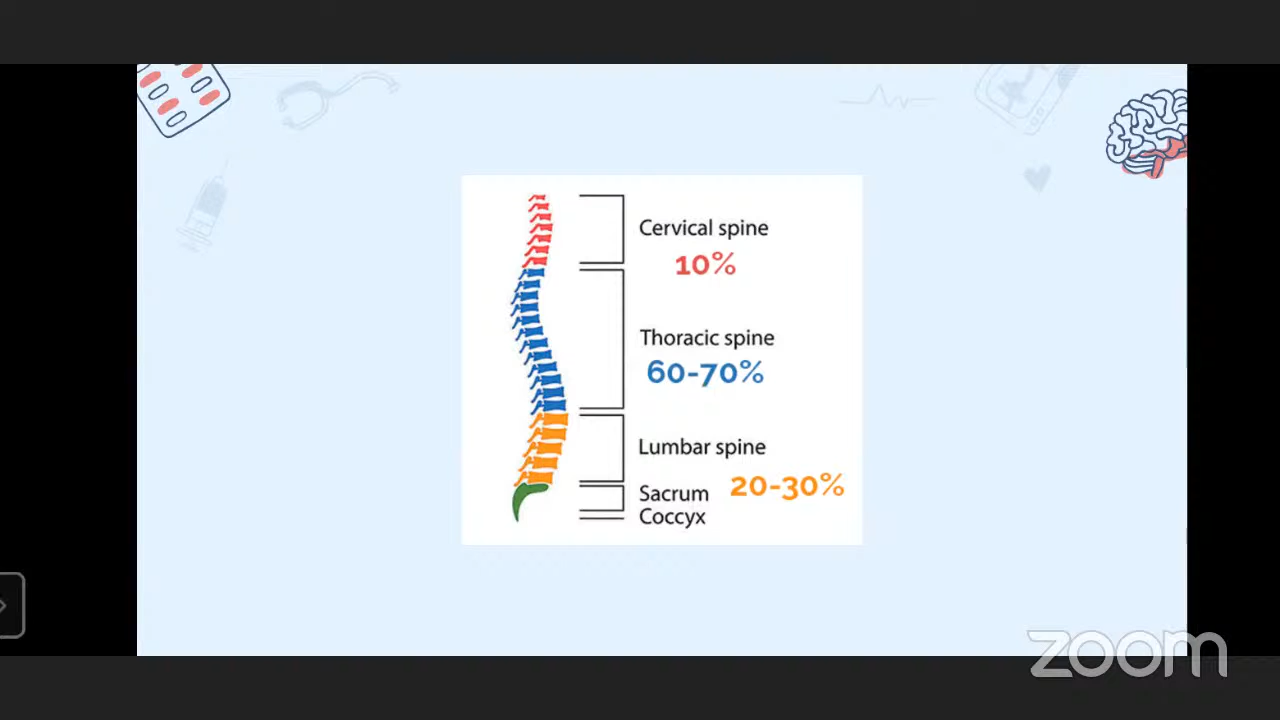 Cervical spine
10%
Thoracic spine
60-70%
Lumbar spine
20-30%
Sacrum
Coccyx
zoom